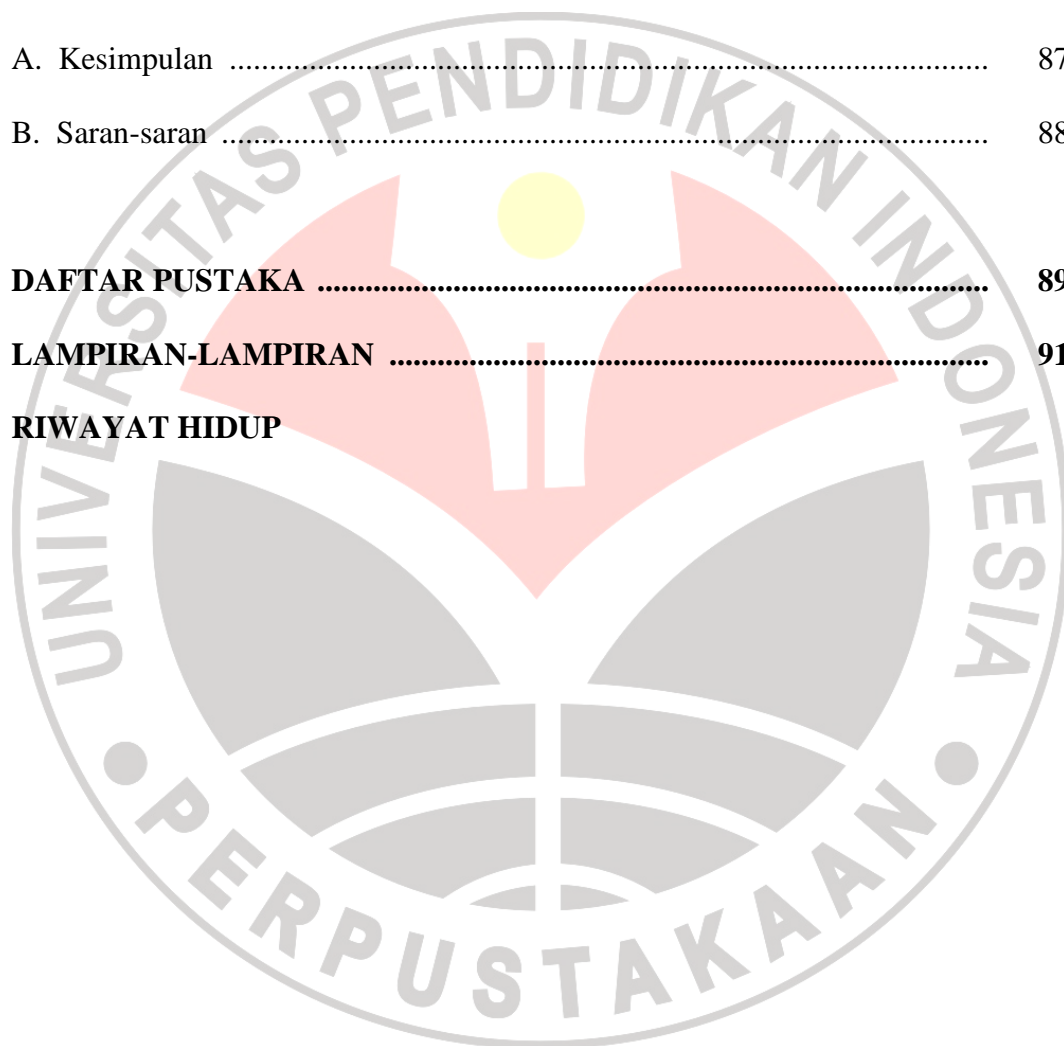 A. Kesimpulan ................................................................................................ 87
B. Saran-saran ................................................................................................. 88
DAFTAR PUSTAKA ..................................................................................... 89
LAMPIRAN-LAMPIRAN ............................................................................ 91
RIWAYAT HIDUP
UNIVERSITAS PENDIDIKAN INDONESIA
PERPUSTAKAAN